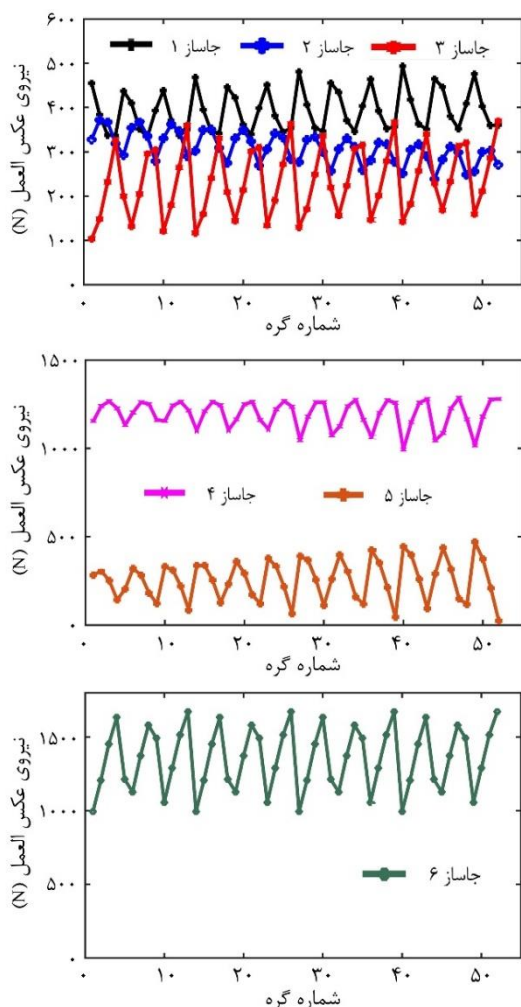 ۶۰۰
جاساز ۱ جاساز ۲ جاساز ۳
۵۰۰
۴۰۰
۳۰۰
۲۰۰
۱۰۰
۰
نیروی عکس العمل (N)
۰ ۱۰ ۲۰ ۳۰ ۴۰ ۵۰
شماره گره
۱۵۰۰
۱۰۰۰
جاساز ۴ جاساز ۵
۵۰۰
۰
نیروی عکس العمل (N)
۰ ۱۰ ۲۰ ۳۰ ۴۰ ۵۰
شماره گره
۱۵۰۰
۱۰۰۰
جاساز ۶
۵۰۰
۰
نیروی عکس العمل (N)
۰ ۱۰ ۲۰ ۳۰ ۴۰ ۵۰
شماره گره